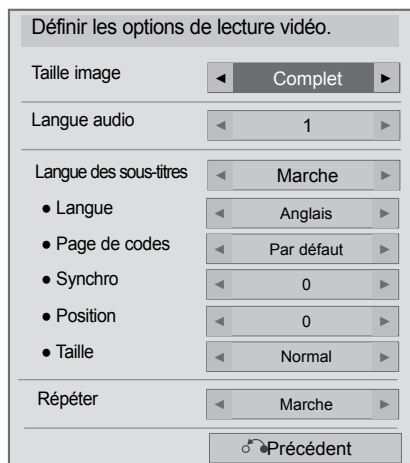 Définir les options de lecture vidéo.
Taille image ◄ Complet ►
Langue audio ◄ 1 ►
Langue des sous-titres ◄ Marche ►
● Langue ◄ Anglais ►
● Page de codes ◄ Par défaut ►
● Synchro ◄ 0 ►
● Position ◄ 0 ►
● Taille ◄ Normal ►
Répéter ◄ Marche ►
Précédent